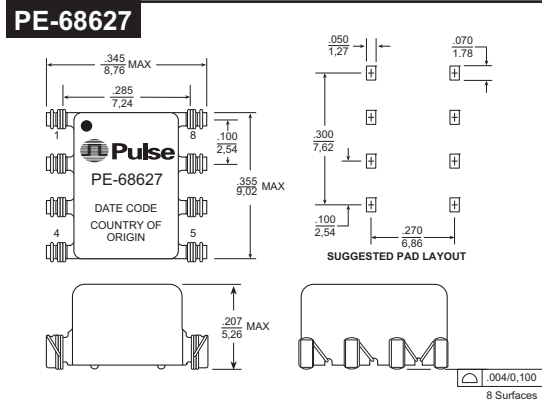 PE-68627
.345
8,76 MAX
.285
7,24
1
8
Pulse
PE-68627
DATE CODE
COUNTRY OF
ORIGIN
4
5
.100
2,54
.355
9,02 MAX
.050
1,27
.070
1.78
.300
7,62
.100
2,54
.270
6,86
SUGGESTED PAD LAYOUT
.207
5,26 MAX
.004/0,100
8 Surfaces